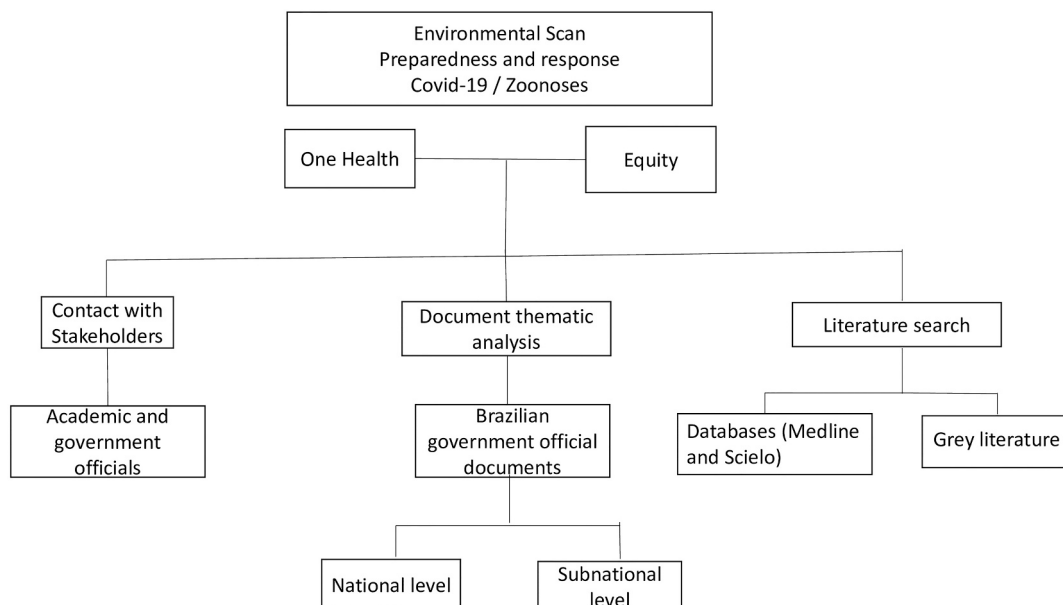 Environmental Scan
Preparedness and response
Covid-19 / Zoonoses
One Health
Equity
Contact with
Stakeholders
Document thematic
analysis
Literature search
Academic and
government
officials
Brazilian
government official
documents
Databases (Medline
and Scielo)
Grey literature
National level
Subnational
level